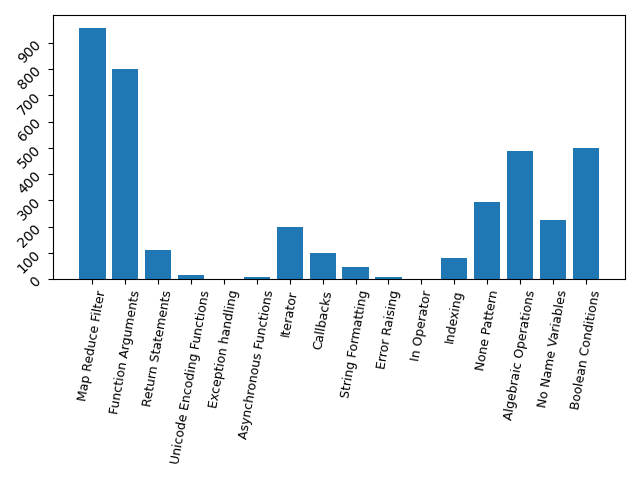 900
800
700
600
500
400
300
200
100
0
Map Reduce Filter
Function Arguments
Return Statements
Unicode Encoding Functions
Exception handling
Asynchronous Functions
Iterator
Callbacks
String Formatting
Error Raising
In Operator
Indexing
None Pattern
Algebraic Operations
No Name Variables
Boolean Conditions